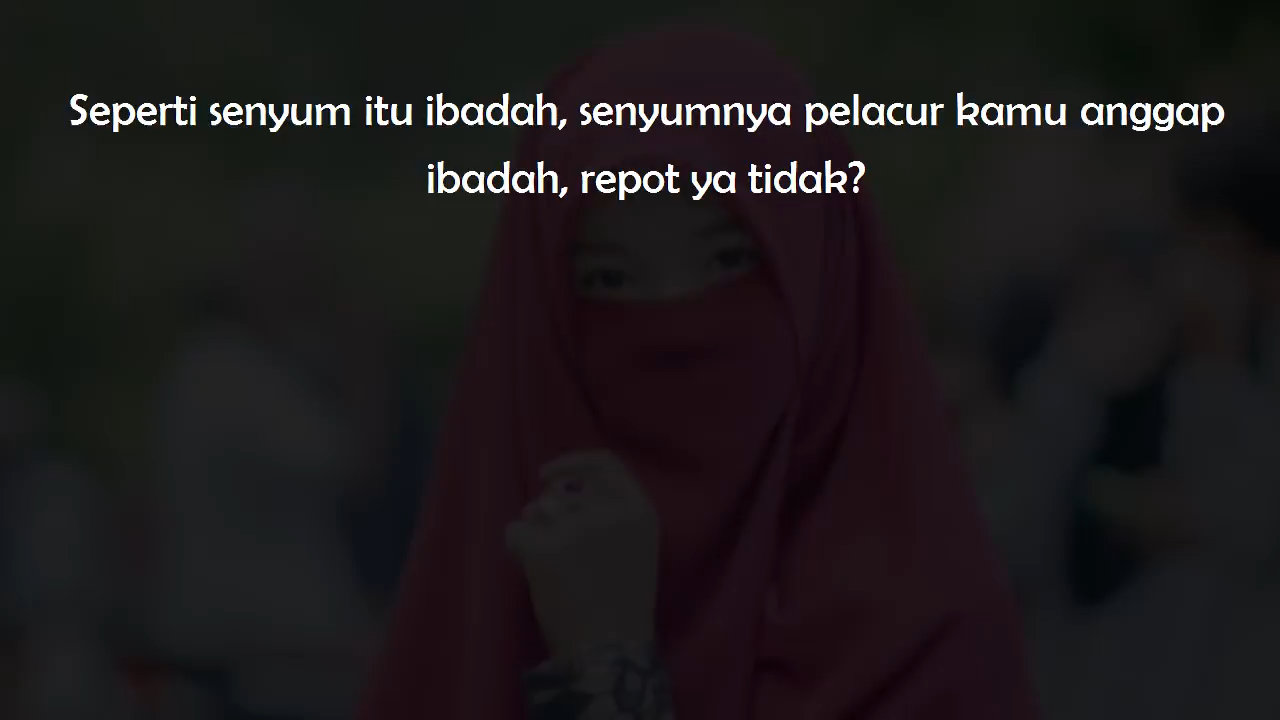 Seperti senyum itu ibadah, senyumnya pelacur kamu anggap
ibadah, repot ya tidak?